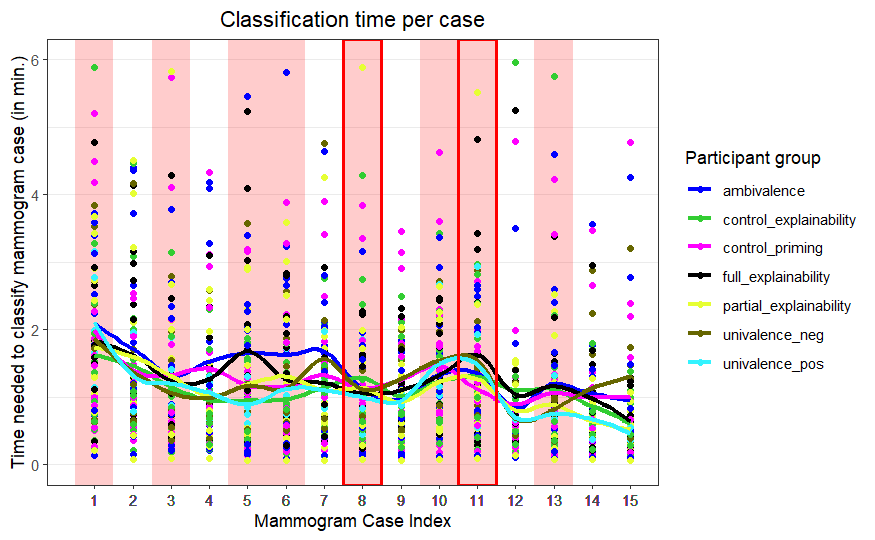 Classification time per case
Time needed to classify mammogram case (in min.)
6
4
2
0
1 2 3 4 5 6 7 8 9 10 11 12 13 14 15
Mammogram Case Index
Participant group
ambivalence
control_explainability
control_priming
full_explainability
partial_explainability
univalence_neg
univalence_pos